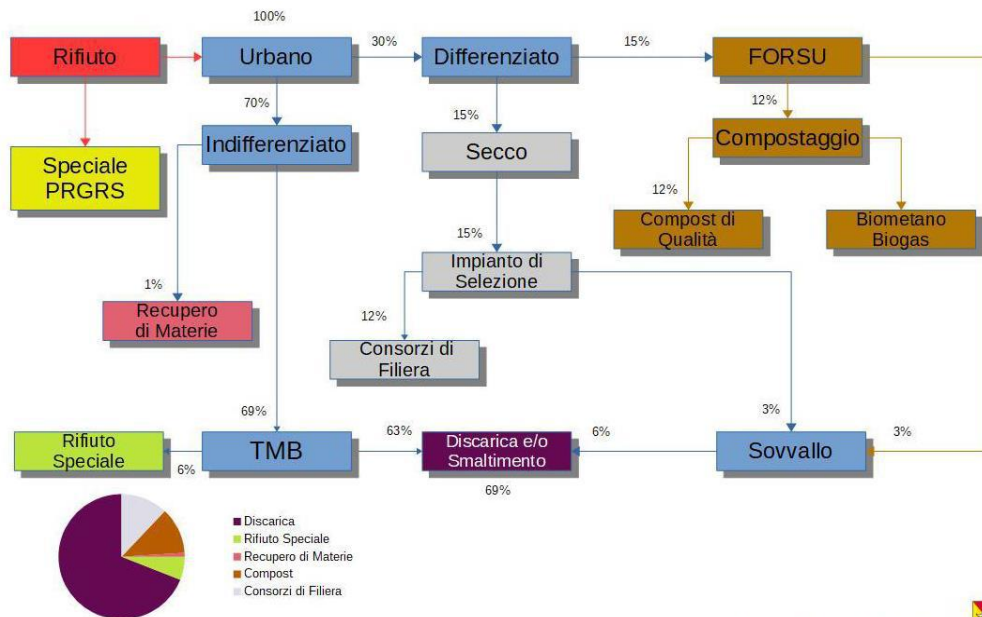 100%
Rifiuto
Urbano
30%
Differenziato
15%
FORSU
70%
15%
12%
Speciale
PRGRS
Indifferenziato
Secco
Compostaggio
12%
15%
Compost di
Qualità
Biometano
Biogas
Impianto di
Selezione
1%
Recupero
di Materie
12%
Consorzi di
Filiera
69%
3%
Rifiuto
Speciale
6%
TMB
63%
Discarica e/o
Smaltimento
6%
Sovvallo
3%
69%
Discarica
Rifiuto Speciale
Recupero di Materie
Compost
Consorzi di Filiera